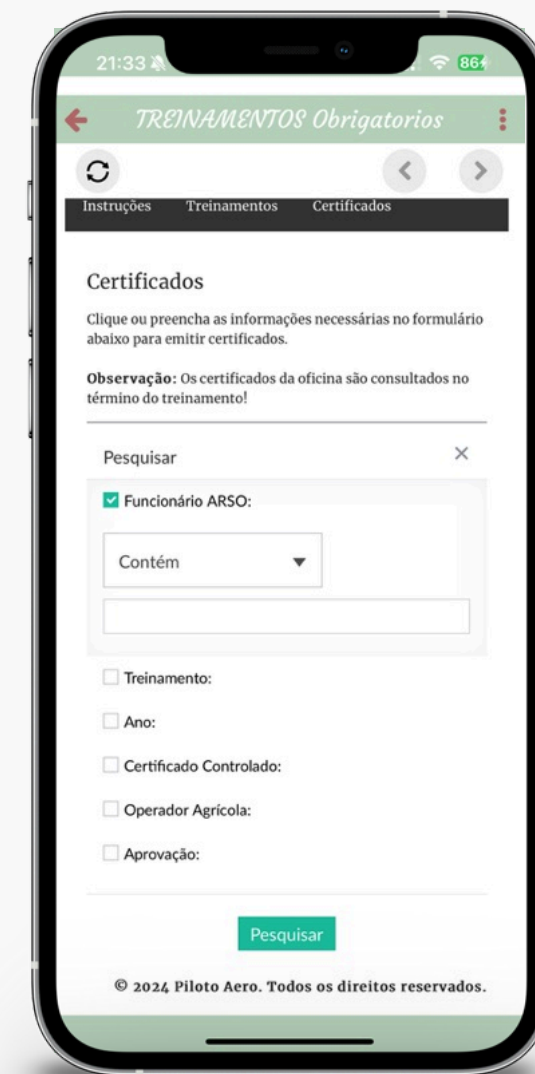 21:33
86
TREINAMENTOS Obrigatorios
Instruções Treinamentos Certificados
Certificados
Clique ou preencha as informações necessárias no formulário
abaixo para emitir certificados.
Observação: Os certificados da oficina são consultados no
término do treinamento!
Pesquisar
Funcionário ARSO:
Contém
Treinamento:
Ano:
Certificado Controlado:
Operador Agrícola:
Aprovação:
Pesquisar
© 2024 Piloto Aero. Todos os direitos reservados.